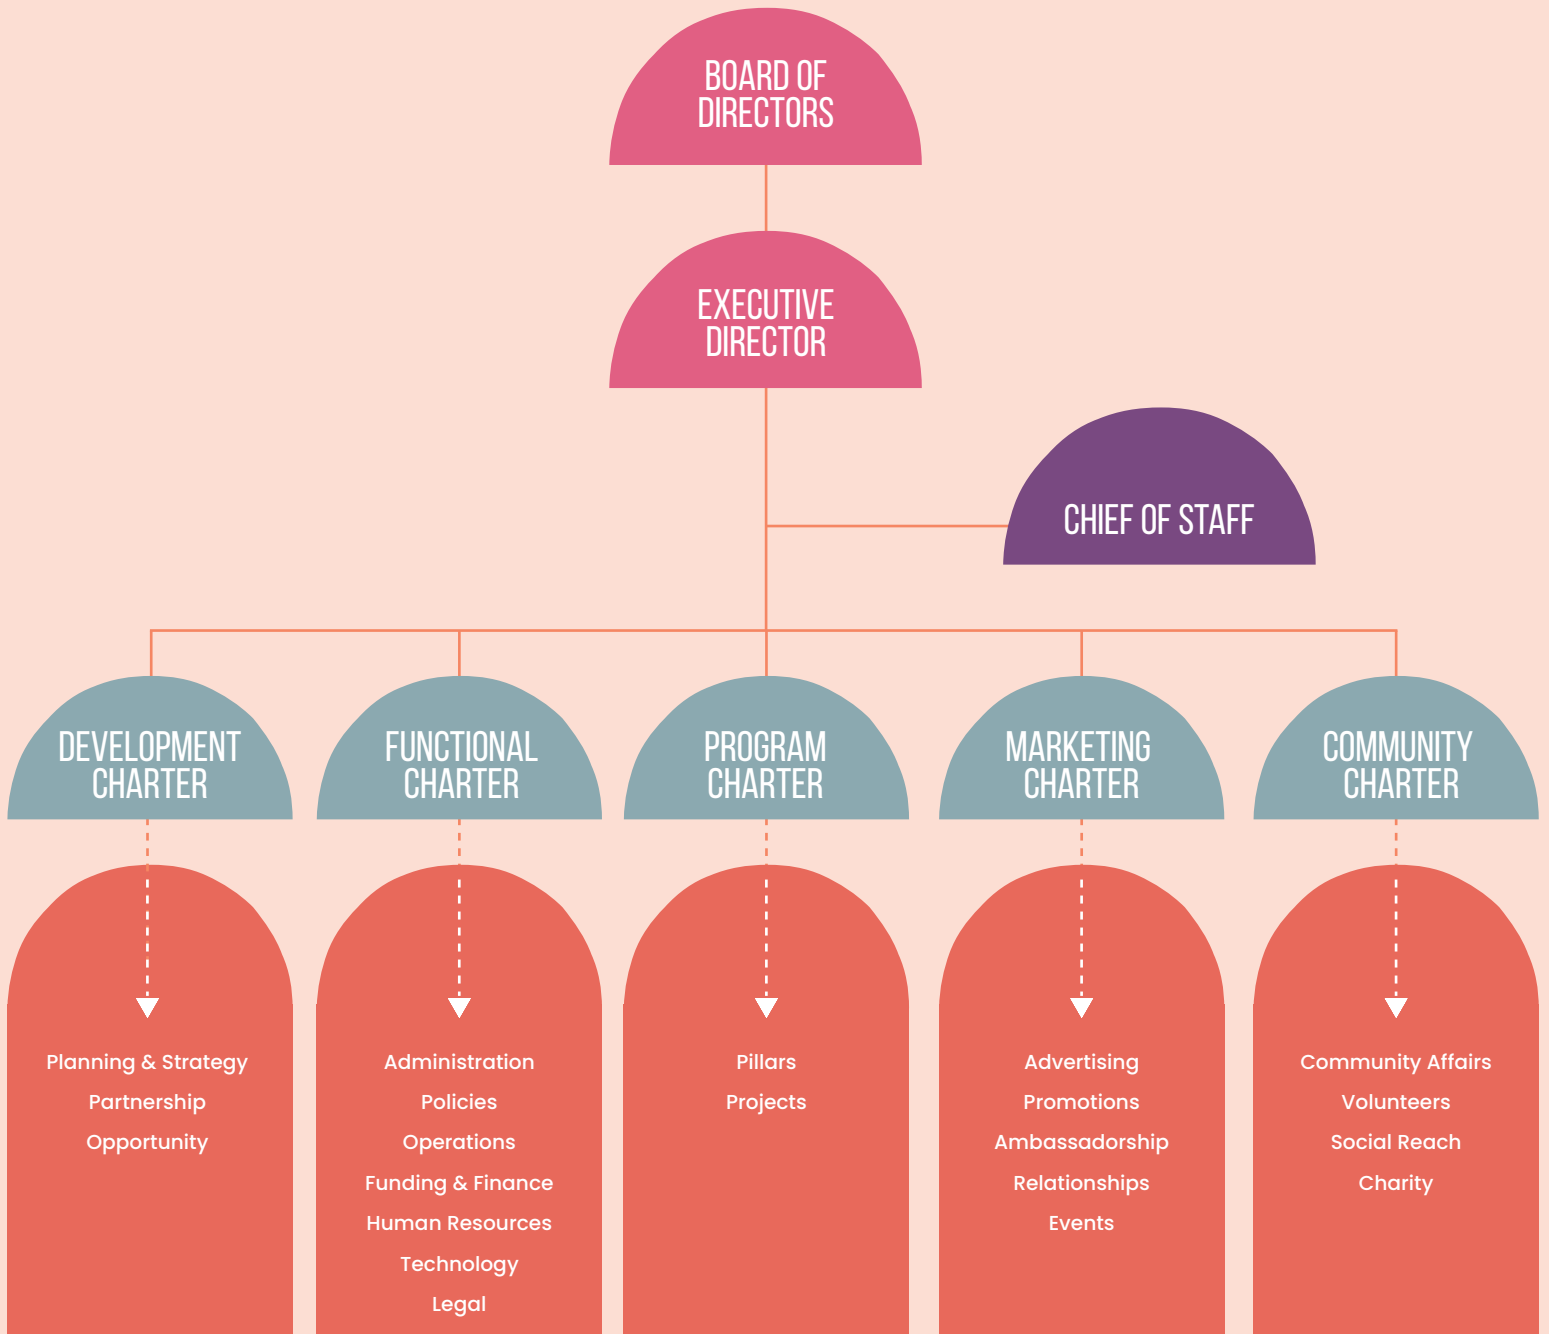 BOARD OF
DIRECTORS
EXECUTIVE
DIRECTOR
CHIEF OF STAFF
DEVELOPMENT
CHARTER
FUNCTIONAL
CHARTER
PROGRAM
CHARTER
MARKETING
CHARTER
COMMUNITY
CHARTER
Planning & Strategy
Partnership
Opportunity
Administration
Policies
Operations
Funding & Finance
Human Resources
Technology
Legal
Pillars
Projects
Advertising
Promotions
Ambassadorship
Relationships
Events
Community Affairs
Volunteers
Social Reach
Charity